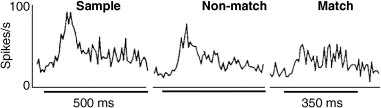 Sample Non-match Match
100
Spikes/s
0
500 ms 350 ms